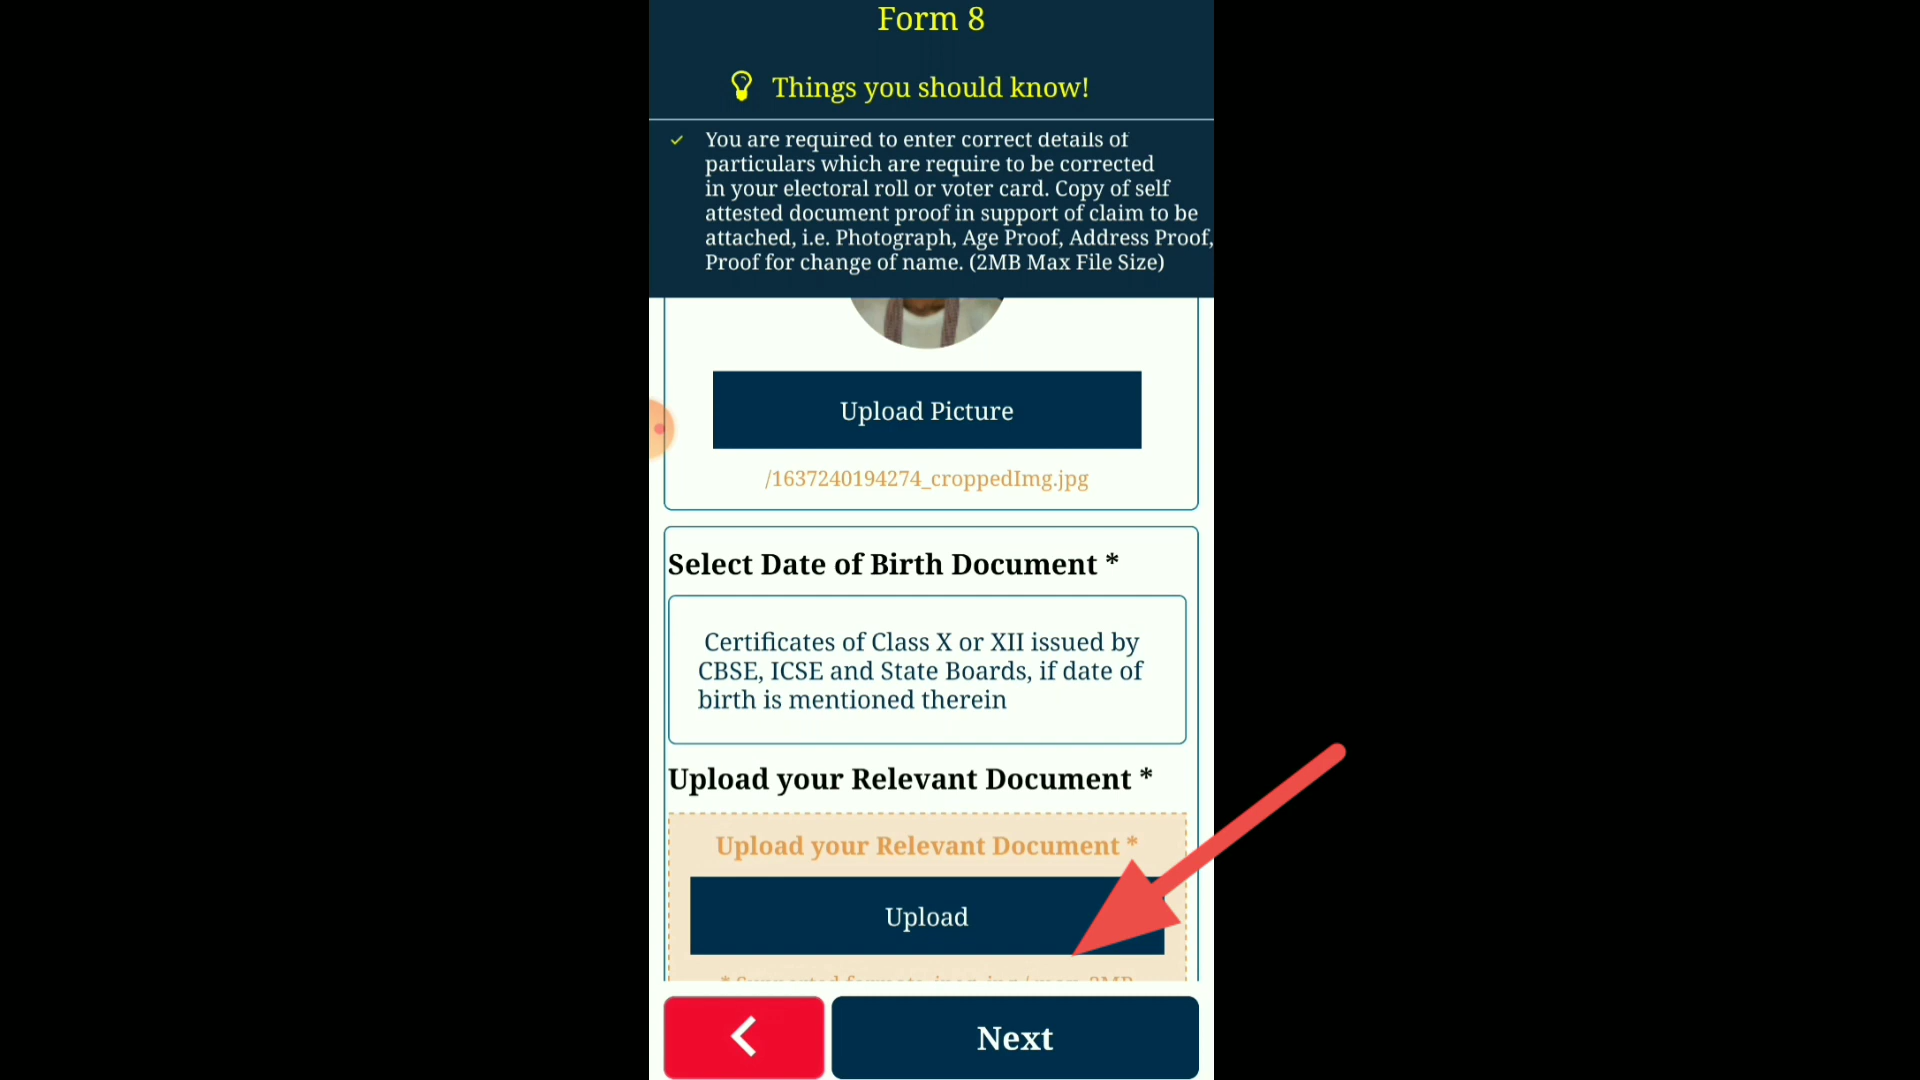 Form 8
Things you should know!
You are required to enter correct details of
particulars which are require to be corrected
in your electoral roll or voter card. Copy of self
attested document proof in support of claim to be
attached, i.e. Photograph, Age Proof, Address Proof,
Proof for change of name. (2MB Max File Size)
Upload Picture
/1637240194274_croppedImg.jpg
Select Date of Birth Document *
Certificates of Class X or XII issued by
CBSE, ICSE and State Boards, if date of
birth is mentioned therein
Upload your Relevant Document *
Upload your Relevant Document *
Upload
Next